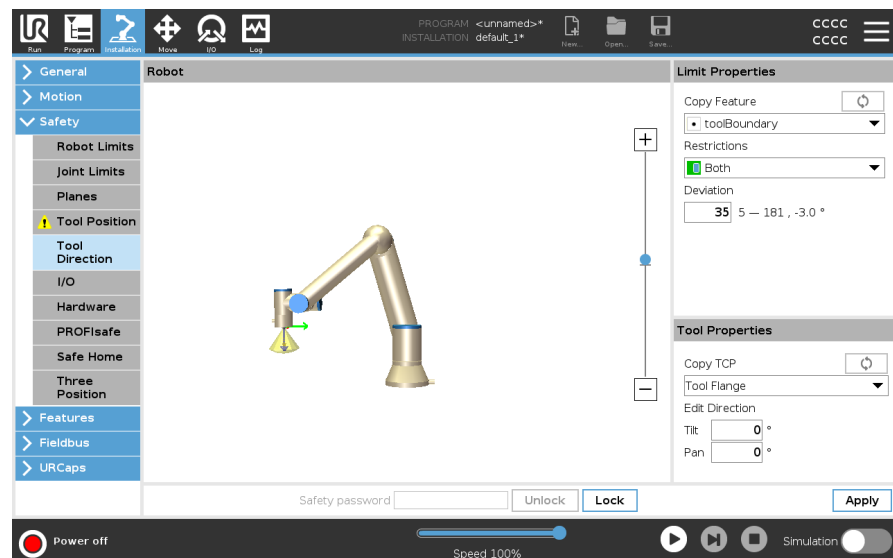 PROGRAM <unnamed>*
INSTALLATION default_1*
CCCC
CCCC
Run Program Installation Move I/O Log New... Open... Save...
General
Motion
Safety
Robot Limits
Joint Limits
Planes
Tool Position
Tool
Direction
I/O
Hardware
PROFIsafe
Safe Home
Three
Position
Features
Fieldbus
URCaps
Robot
Limit Properties
Copy Feature
toolBoundary
Restrictions
Both
Deviation
35 5 — 181 , -3.0 °
Tool Properties
Copy TCP
Tool Flange
Edit Direction
Tilt 0 °
Pan 0 °
Safety password Unlock Lock Apply
Power off
Speed 100%
Simulation